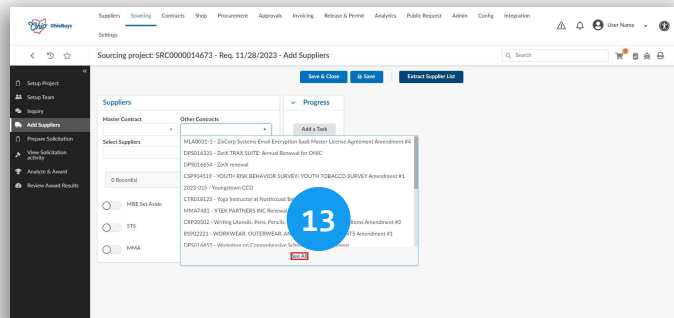 Suppliers Sourcing Contracts Shop Procurement Approvals Invoicing Release & Permit Analytics Public Request Admin Config Integration
Ohio OhioBuys
Settings
User Name
Sourcing project: SRC0000014673 - Req. 11/28/2023 - Add Suppliers
Search
Save & Close Save Extract Supplier List
Setup Project
Setup Team
Inquiry
Add Suppliers
Prepare Solicitation
View Solicitation
activity
Analyze & Award
Review Award Results
Suppliers
Progress
Master Contract Other Contracts
Add a Task
Select Suppliers
MLA0031-1 - ZixCorp Systems Email Encryption SaaS Master License Agreement Amendment #4
DPS016331 - ZetX TRAX SUITE: Annual Renewal for ONIC
DPS016654 - ZetX renewal
CSP904519 - YOUTH RISK BEHAVIOR SURVEY/ YOUTH TOBACCO SURVEY Amendment #1
0 Record(s)
2023-315 - Youngstown CCD
CTR018125 - Yoga Instructor at Northcoast
MBE Set Aside
MMA7481 - XTEK PARTNERS INC Renewal
CRP30502 - Writing Utensils, Pens, Pencils, Items Amendment #3
STS
RS902221 - WORKWEAR, OUTERWEAR, Amendment #1
MMA
DPS016855 - Workshop on Comprehensive
See All
13